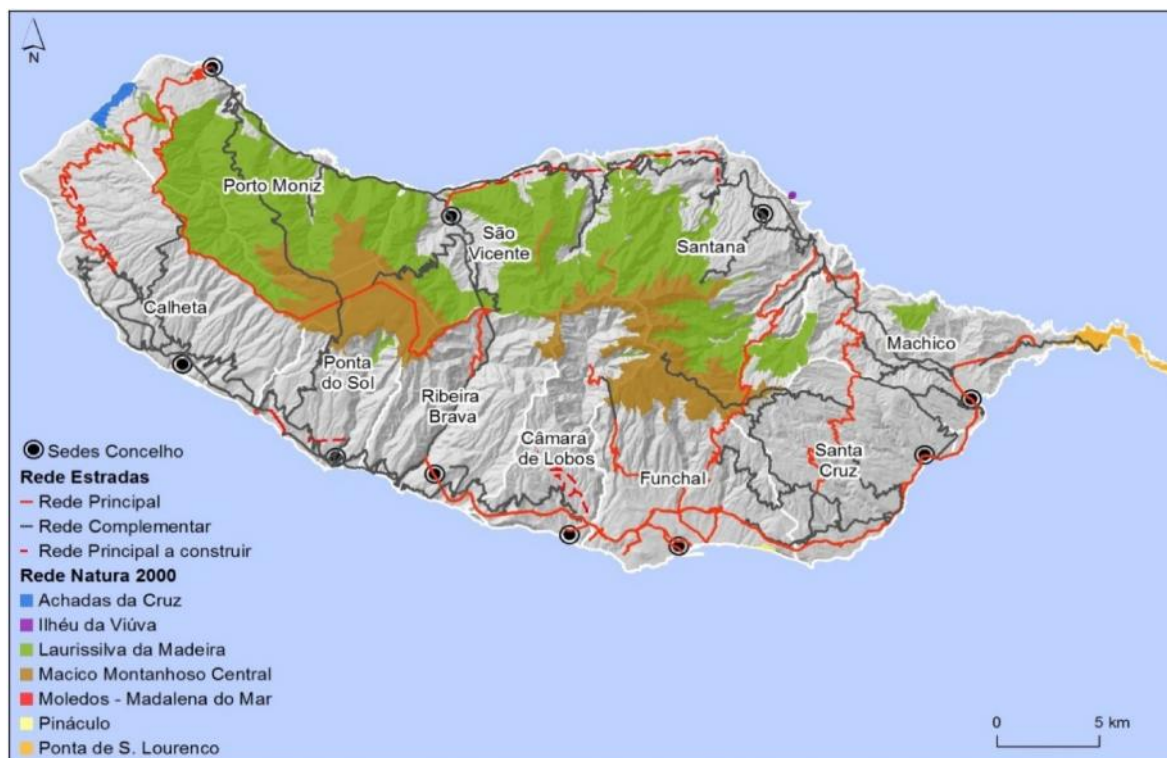 N
Porto Moniz
São
Vicente
Santana
Calheta
Machico
Ponta
do Sol
Ribeira
Brava
Câmara
de Lobos
Santa
Cruz
Funchal
Sedes Concelho
Rede Estradas
Rede Principal
Rede Complementar
Rede Principal a construir
Rede Natura 2000
Achadas da Cruz
Ilhéu da Viúva
Laurissilva da Madeira
Macico Montanhoso Central
Moledos - Madalena do Mar
Pináculo
Ponta de S. Lourenco
0 5 km